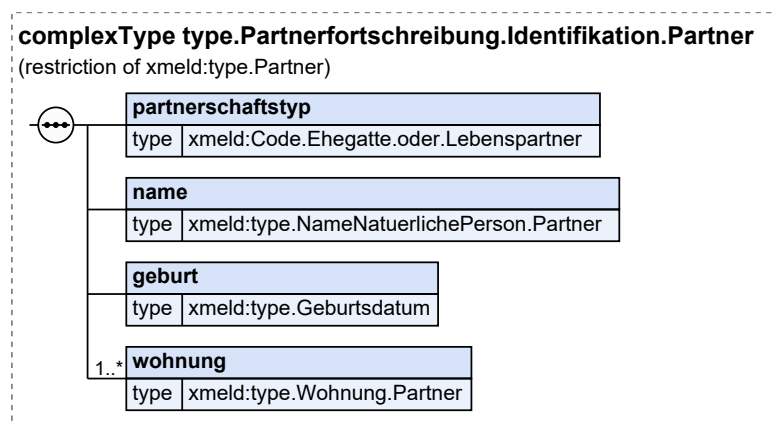 complexType type.Partnerfortschreibung.Identifikation.Partner
(restriction of xmeld:type.Partner)
partnerschaftstyp
type xmeld:Code.Ehegatte.oder.Lebenspartner
name
type xmeld:type.NameNatuerlichePerson.Partner
geburt
type xmeld:type.Geburtsdatum
1..* wohnung
type xmeld:type.Wohnung.Partner